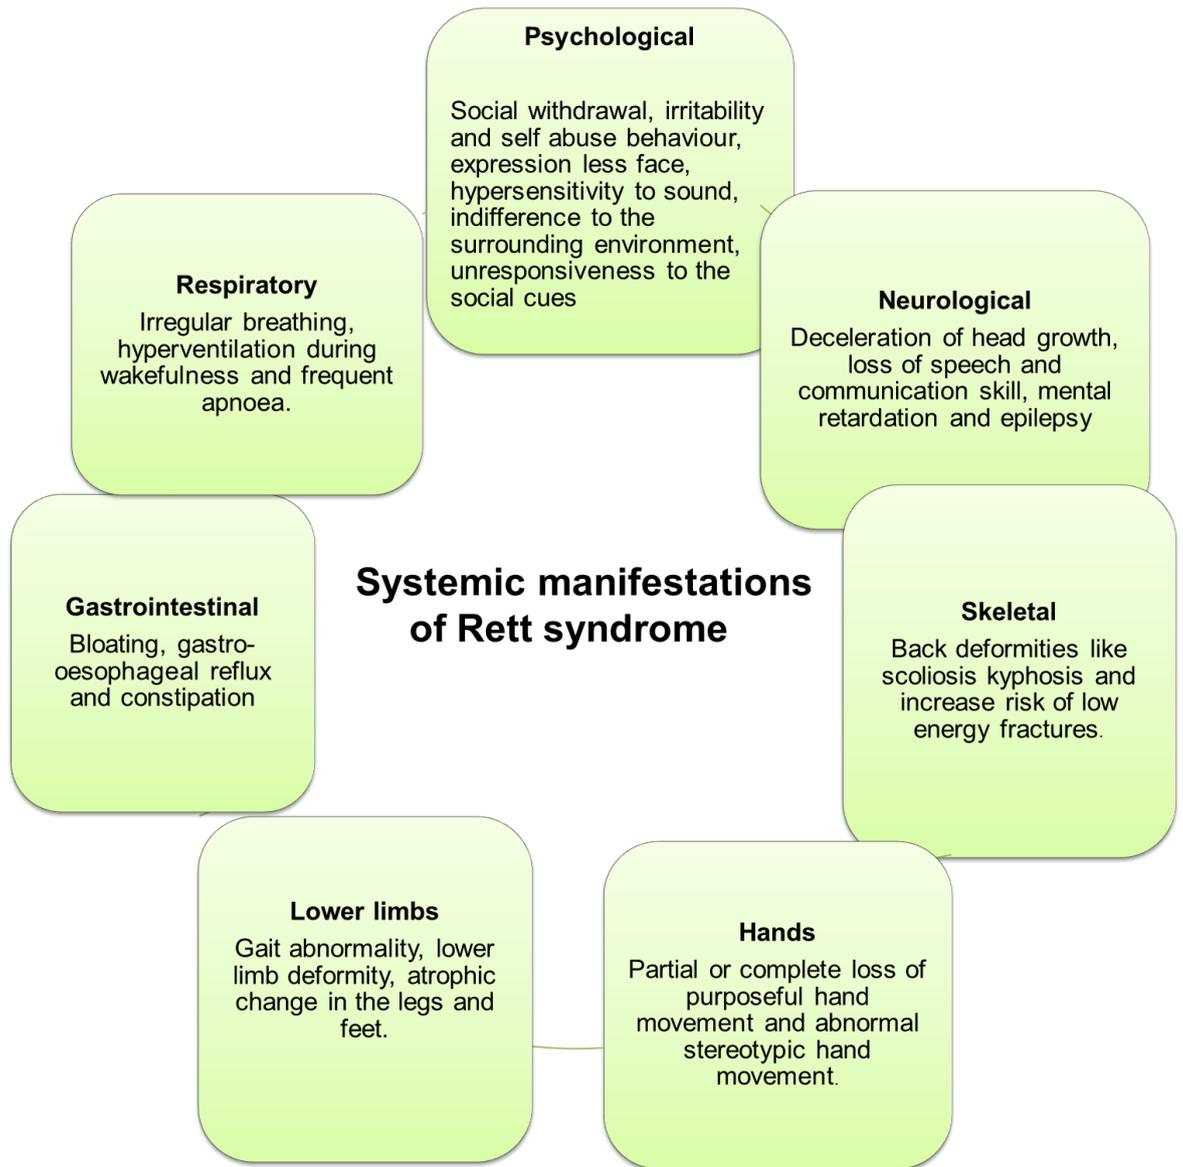 Psychological
Social withdrawal, irritability
and self abuse behaviour,
expression less face,
hypersensitivity to sound,
indifference to the
surrounding environment,
unresponsiveness to the
social cues
Respiratory
Irregular breathing,
hyperventilation during
wakefulness and frequent
apnoea.
Neurological
Deceleration of head growth,
loss of speech and
communication skill, mental
retardation and epilepsy
Systemic manifestations
of Rett syndrome
Gastrointestinal
Bloating, gastro-
oesophageal reflux
and constipation
Skeletal
Back deformities like
scoliosis kyphosis and
increase risk of low
energy fractures.
Lower limbs
Gait abnormality, lower
limb deformity, atrophic
change in the legs and
feet.
Hands
Partial or complete loss of
purposeful hand
movement and abnormal
stereotypic hand
movement.